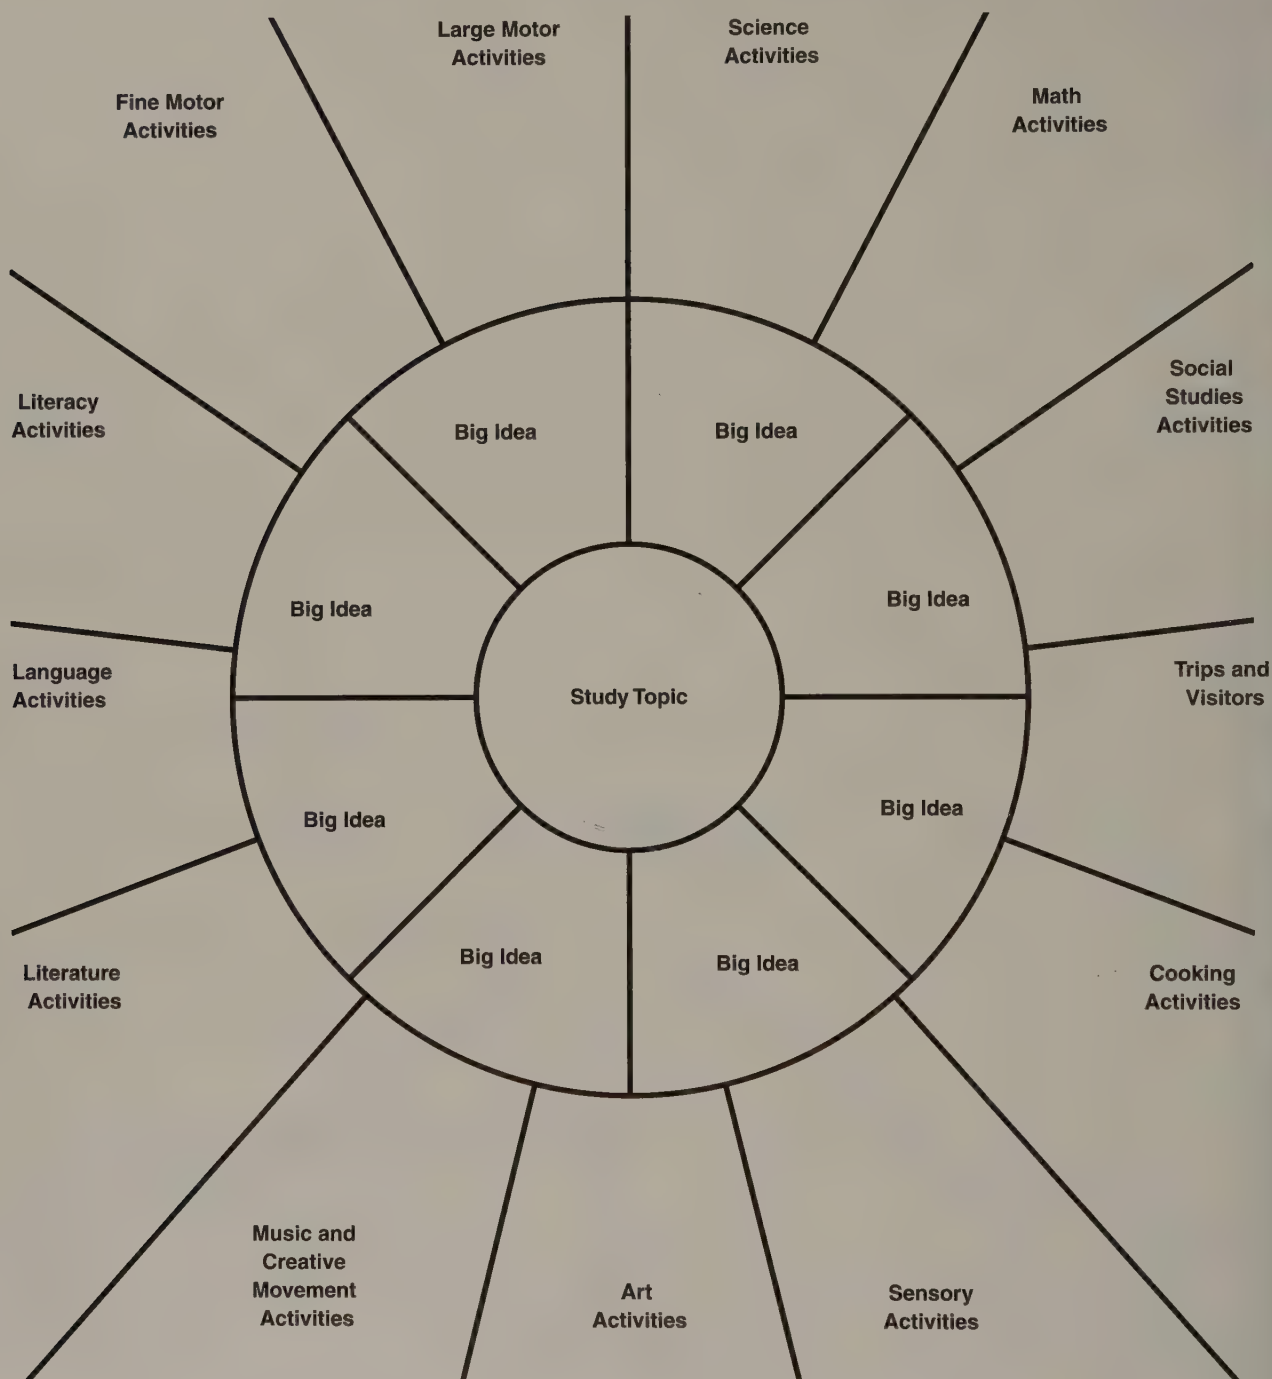 Large Motor
Activities
Science
Activities
Fine Motor
Activities
Math
Activities
Social
Studies
Activities
Literacy
Activities
Big Idea
Big Idea
Big Idea
Big Idea
Language
Activities
Study Topic
Trips and
Visitors
Big Idea
Big Idea
Big Idea
Big Idea
Literature
Activities
Cooking
Activities
Music and
Creative
Movement
Activities
Art
Activities
Sensory
Activities